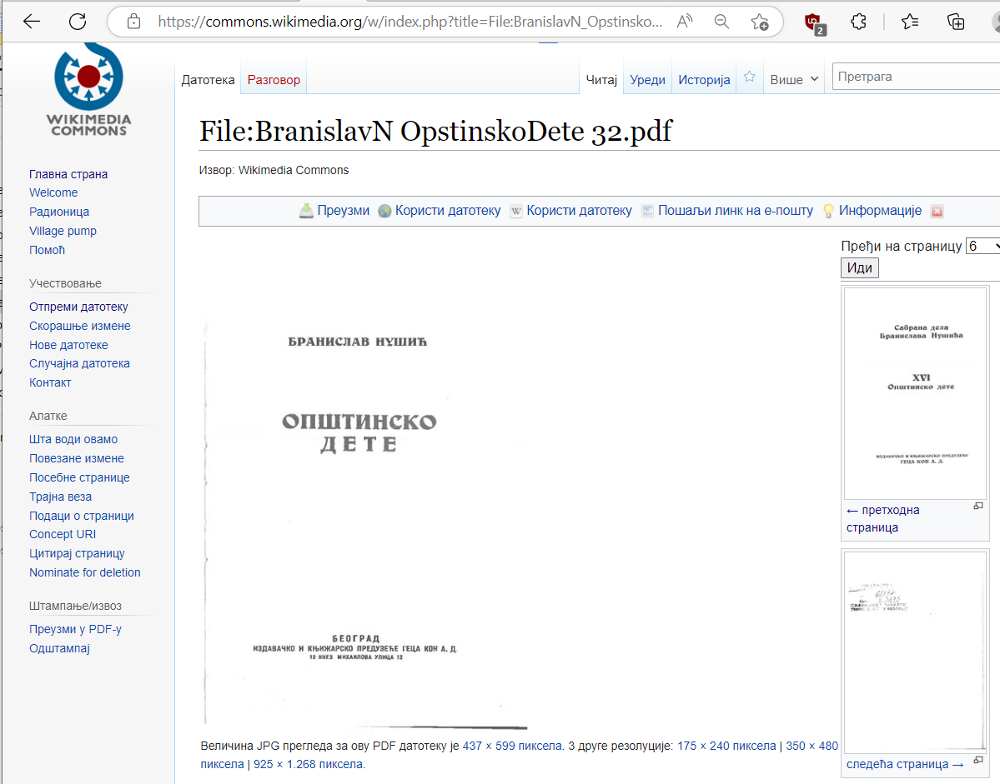 https://commons.wikimedia.org/w/index.php?title=File:BranislavN_Opstinsko...
2
WIKIMEDIA
COMMONS
Датотека
Разговор
Читај
Уреди
Историја
Више
Претрага
File:BranislavN OpstinskoDete 32.pdf
Извор: Wikimedia Commons
Главна страна
Welcome
Радионица
Village pump
Помоћ
Учествовање
Отпреми датотеку
Скорашње измене
Нове датотеке
Случајна датотека
Контакт
Алатке
Шта води овамо
Повезане измене
Посебне странице
Трајна веза
Подаци о страници
Concept URI
Цитирај страницу
Nominate for deletion
Штампање/извоз
Преузми у PDF-у
Одштампај
Преузми
Користи датотеку
W Користи датотеку
Пошаљи линк на е-пошту
Информације
БРАНИСЛАВ НУШИЋ
ОПШТИНСКО
ДЕТЕ
БЕОГРАД
ИЗДАВАЧКО И КЊИЖАРСКО ПРЕДУЗЕЋЕ ГЕЦА КОН А. Д.
12 КНЕЗ МИХАИЛОВА УЛИЦА 12
Величина JPG прегледа за ову PDF датотеку је 437 × 599 пиксела. 3 друге резолуције: 175 × 240 пиксела | 350 × 480
пиксела | 925 × 1.268 пиксела.
Пређи на страницу 6
Иди
Сабрана дела
Бранислава Нушића
XVI
Општинско дете
ИЗДАВАЧКО И КЊИЖАРСКО ПРЕДУЗЕЋЕ
ГЕЦА КОН А. Д.
← претходна
страница
следећа страница →